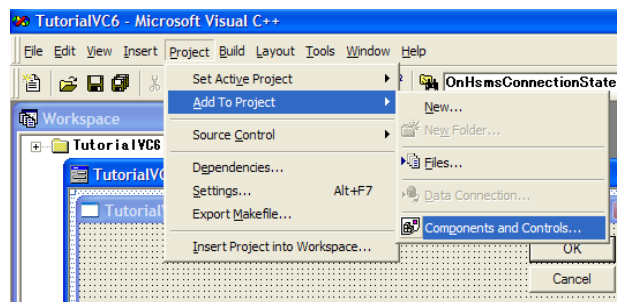 TutorialVC6 - Microsoft Visual C++
File Edit View Insert Project Build Layout Tools Window Help
OnHsmsConnectionState
Set Active Project
Add To Project
Source Control
Dependencies...
Settings... Alt+F7
Export Makefile...
Insert Project into Workspace...
New...
New Folder...
Files...
Data Connection...
Components and Controls...
Workspace
TutorialVC6
TutorialVC
Tutorial
OK
Cancel